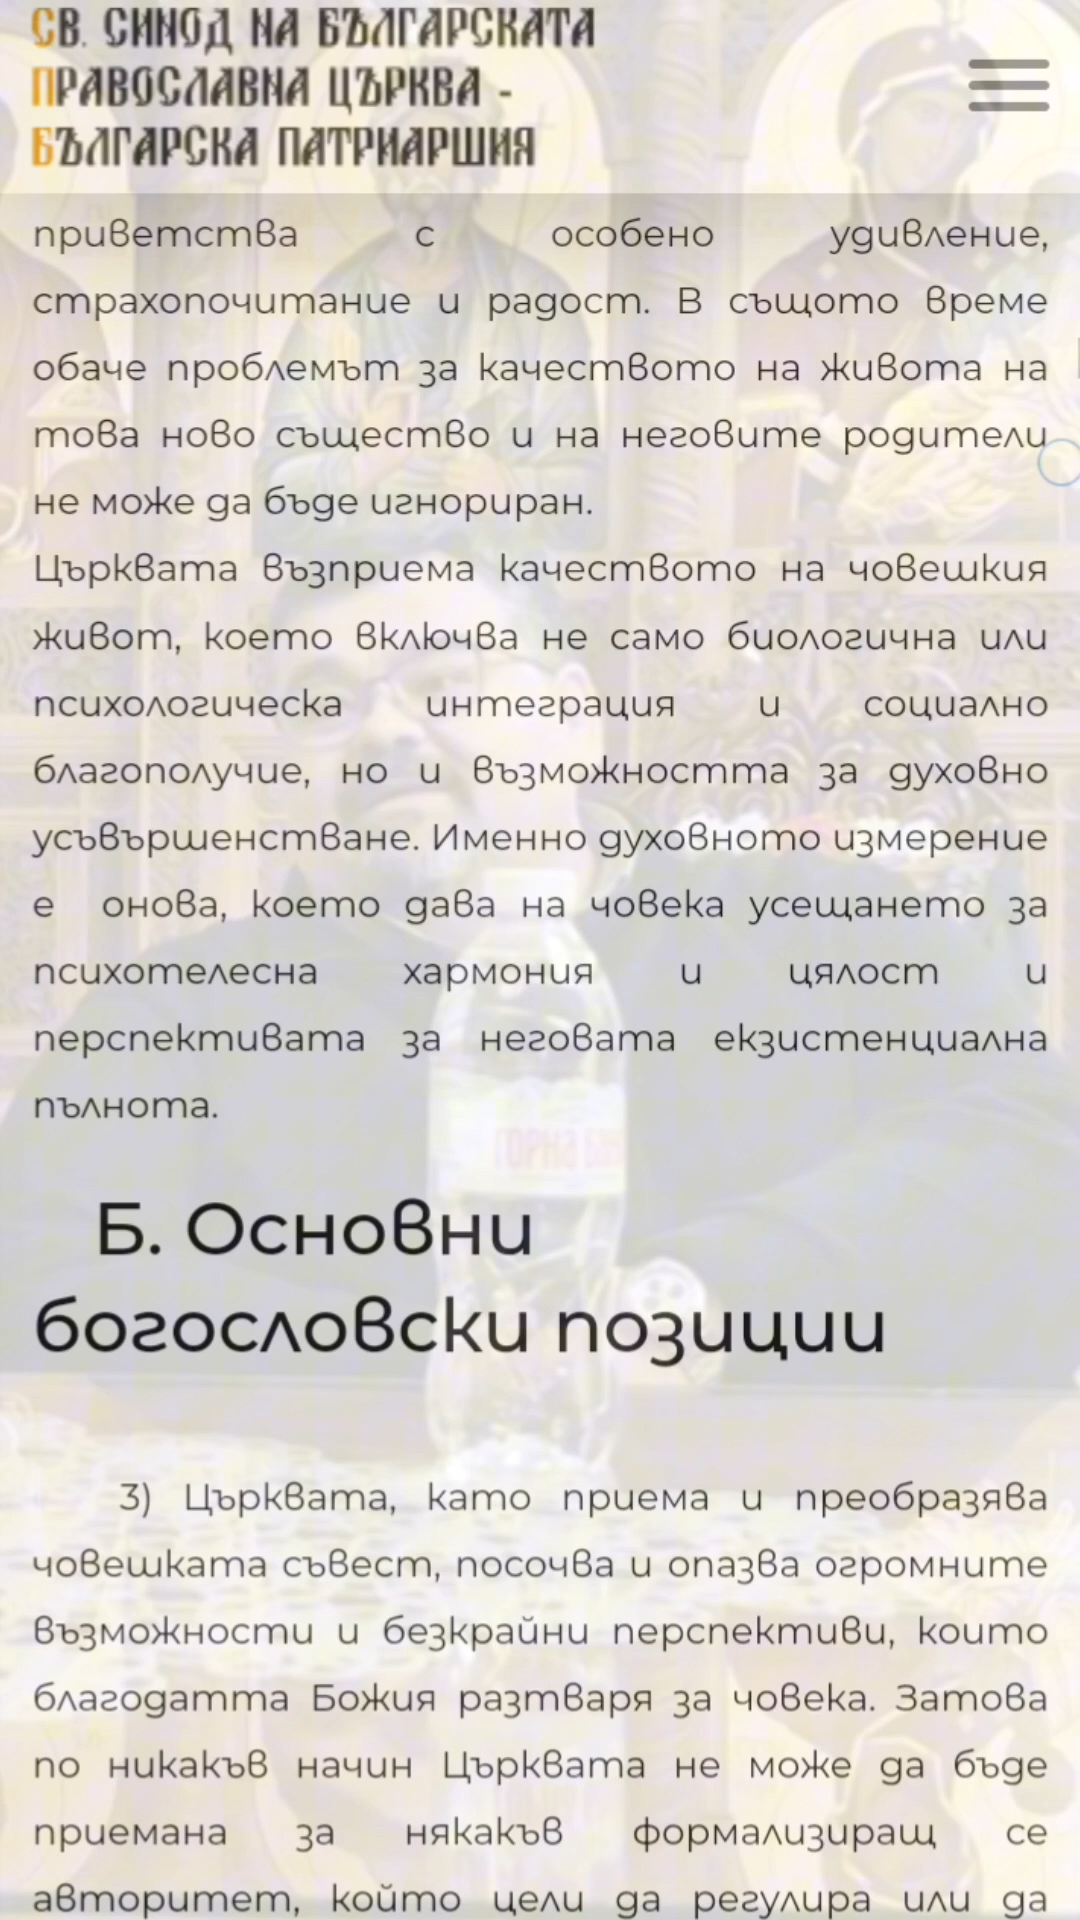 СВ. СИНОД НА БЪЛГАРСКАТА
ПРАВОСЛАВНА ЦЪРКВА -
БЪЛГАРСКА ПАТРИАРШИЯ
приветства с особено удивление,
страхопочитание и радост. В същото време
обаче проблемът за качеството на живота на
това ново същество и на неговите родители
не може да бъде игнориран.
Църквата възприема качеството на човешкия
живот, което включва не само биологична или
психологическа интеграция и социално
благополучие, но и възможността за духовно
усъвършенстване. Именно духовното измерение
е онова, което дава на човека усещането за
психотелесна хармония и цялост и
перспективата за неговата екзистенциална
пълнота.
ГОРНА
Б. Основни
богословски позиции
3) Църквата, като приема и преобразява
човешката съвест, посочва и опазва огромните
възможности и безкрайни перспективи, които
благодатта Божия разтваря за човека. Затова
по никакъв начин Църквата не може да бъде
приемана за някакъв формализиращ се
авторитет, който цели да регулира или да